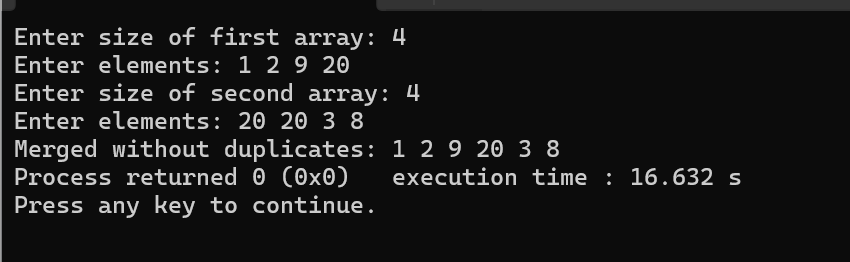 Enter size of first array: 4
Enter elements: 1 2 9 20
Enter size of second array: 4
Enter elements: 20 20 3 8
Merged without duplicates: 1 2 9 20 3 8
Process returned 0 (0x0)   execution time : 16.632 s
Press any key to continue.